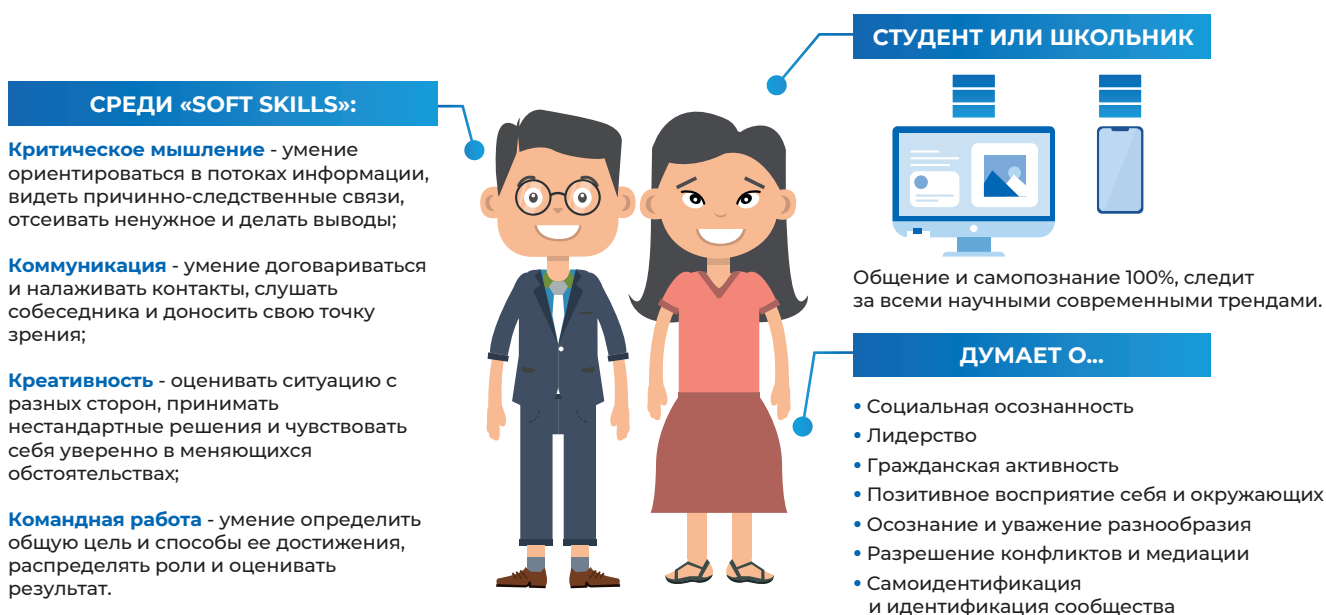 СРЕДИ «SOFT SKILLS»:
Критическое мышление - умение
ориентироваться в потоках информации,
видеть причинно-следственные связи,
отсеивать ненужное и делать выводы;
Коммуникация - умение договариваться
и налаживать контакты, слушать
собеседника и доносить свою точку
зрения;
Креативность - оценивать ситуацию с
разных сторон, принимать
нестандартные решения и чувствовать
себя уверенно в меняющихся
обстоятельствах;
Командная работа - умение определить
общую цель и способы ее достижения,
распределять роли и оценивать
результат.
СТУДЕНТ ИЛИ ШКОЛЬНИК
Общение и самопознание 100%, следит
за всеми научными современными трендами.
ДУМАЕТ О...
• Социальная осознанность
• Лидерство
• Гражданская активность
• Позитивное восприятие себя и окружающих
• Осознание и уважение разнообразия
• Разрешение конфликтов и медиации
• Самоидентификация
и идентификация сообщества